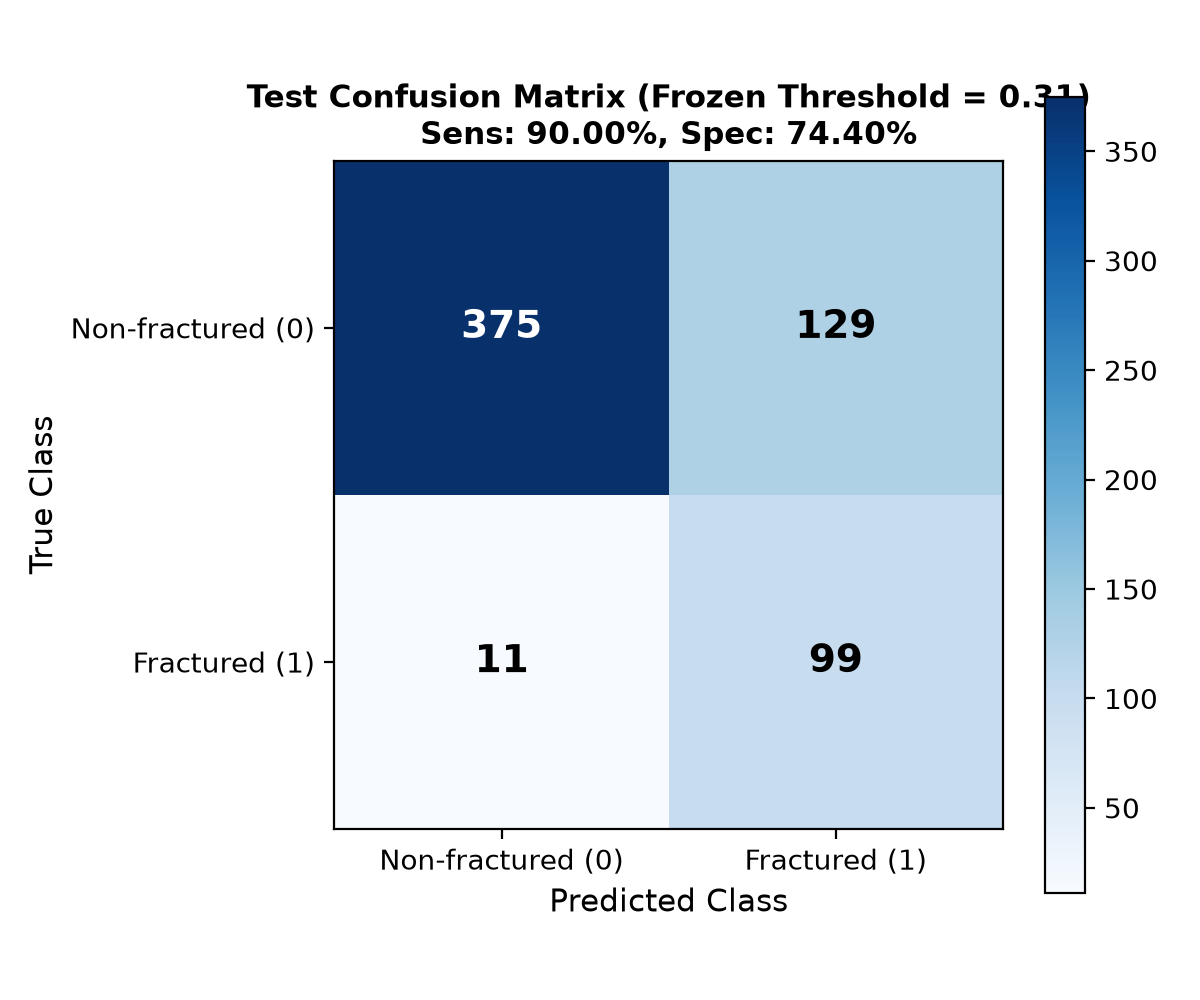 Test Confusion Matrix (Frozen Threshold = 0.31)
Sens: 90.00%, Spec: 74.40%
350
300
250
200
150
100
50
True Class
Non-fractured (0)
375
129
Fractured (1)
11
99
Non-fractured (0)
Fractured (1)
Predicted Class